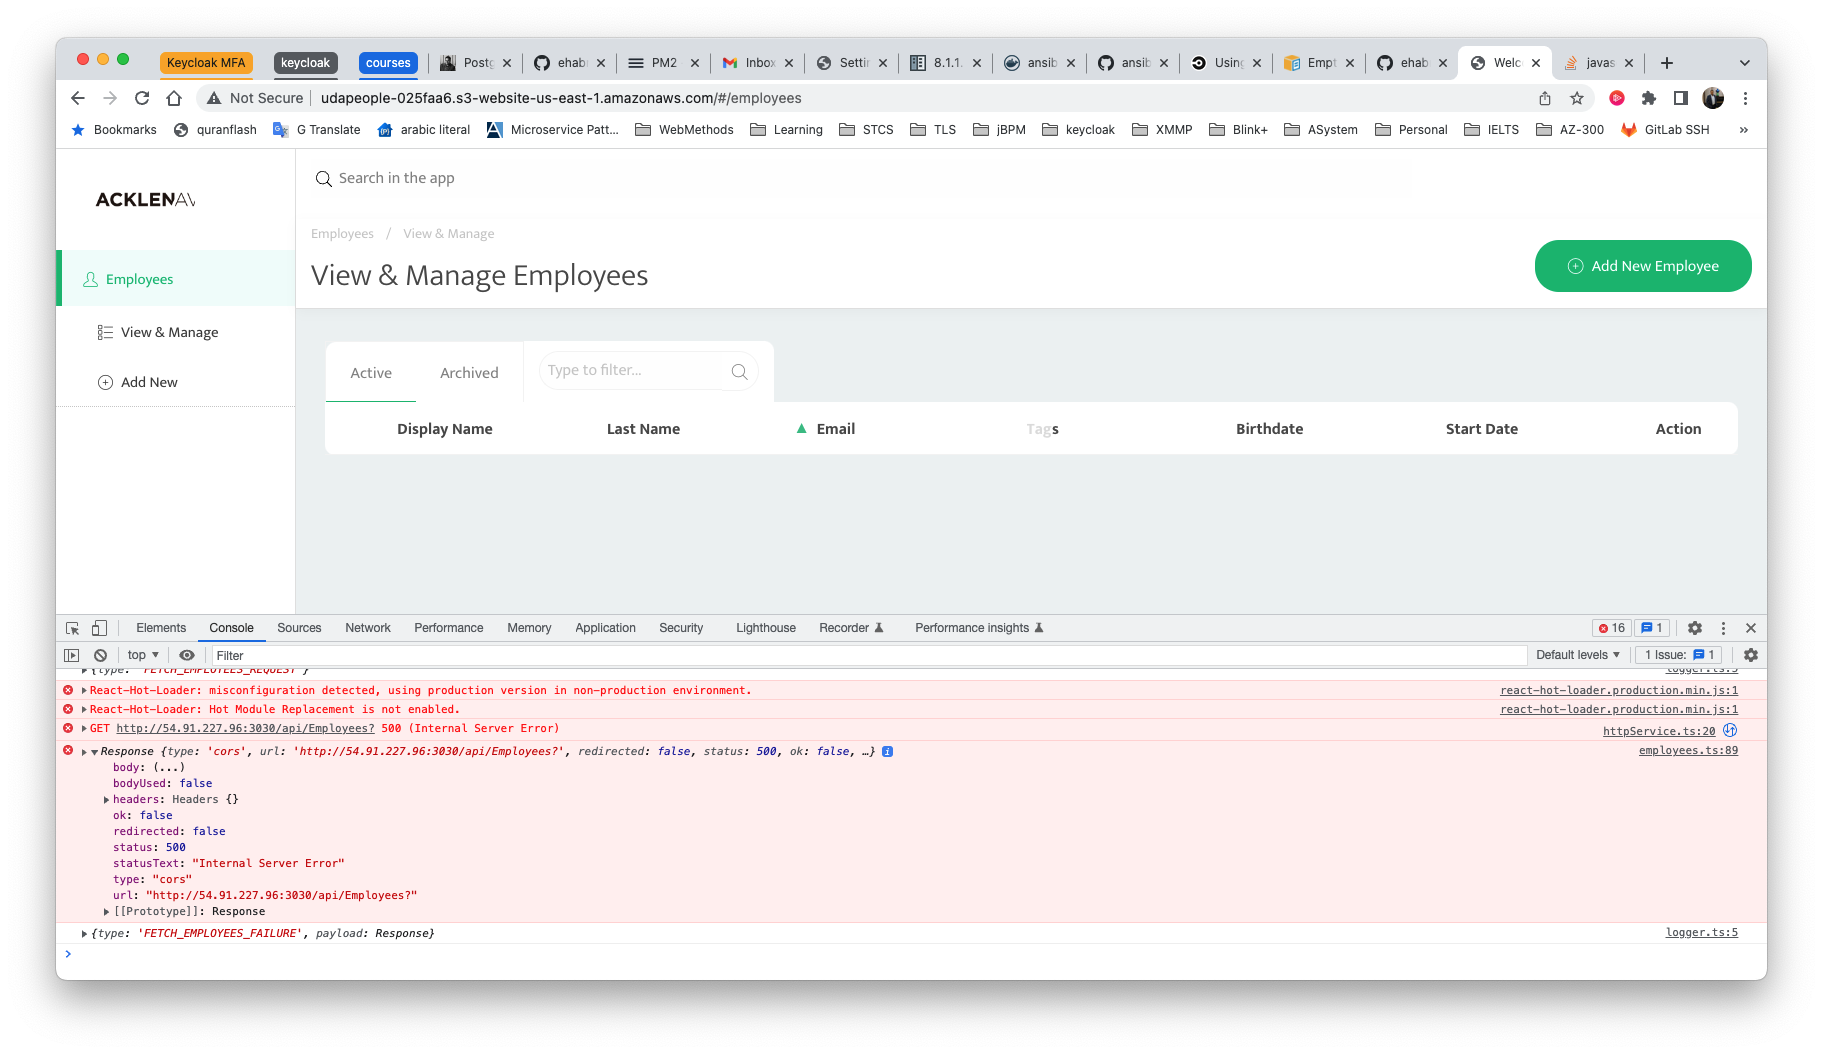 Keycloak MFA keycloak courses Postg ehab PM2 Inbox Settin 8.1.1. ansib ansib Using Empt ehab Welc javas
Not Secure udapeople-025faa6.s3-website-us-east-1.amazonaws.com/#/employees
Bookmarks quranflash G Translate arabic literal Microservice Patt... WebMethods Learning STCS TLS jBPM keycloak XMMP Blink+ ASystem Personal IELTS AZ-300 GitLab SSH »
ACKLENAV
Search in the app
Employees / View & Manage
View & Manage Employees
Add New Employee
Employees
View & Manage
Add New
Active Archived Type to filter...
Display Name Last Name Email Tags Birthdate Start Date Action
Elements Console Sources Network Performance Memory Application Security Lighthouse Recorder Performance insights 16 1
top Filter Default levels 1 Issue: 1
{type: 'FETCH_EMPLOYEES_REQUEST'} logger.ts:5
React-Hot-Loader: misconfiguration detected, using production version in non-production environment. react-hot-loader.production.min.js:1
React-Hot-Loader: Hot Module Replacement is not enabled. react-hot-loader.production.min.js:1
GET http://54.91.227.96:3030/api/Employees? 500 (Internal Server Error) httpService.ts:20
Response {type: 'cors', url: 'http://54.91.227.96:3030/api/Employees?', redirected: false, status: 500, ok: false, …} employees.ts:89
body: (...)
bodyUsed: false
headers: Headers {}
ok: false
redirected: false
status: 500
statusText: "Internal Server Error"
type: "cors"
url: "http://54.91.227.96:3030/api/Employees?"
[[Prototype]]: Response
{type: 'FETCH_EMPLOYEES_FAILURE', payload: Response} logger.ts:5